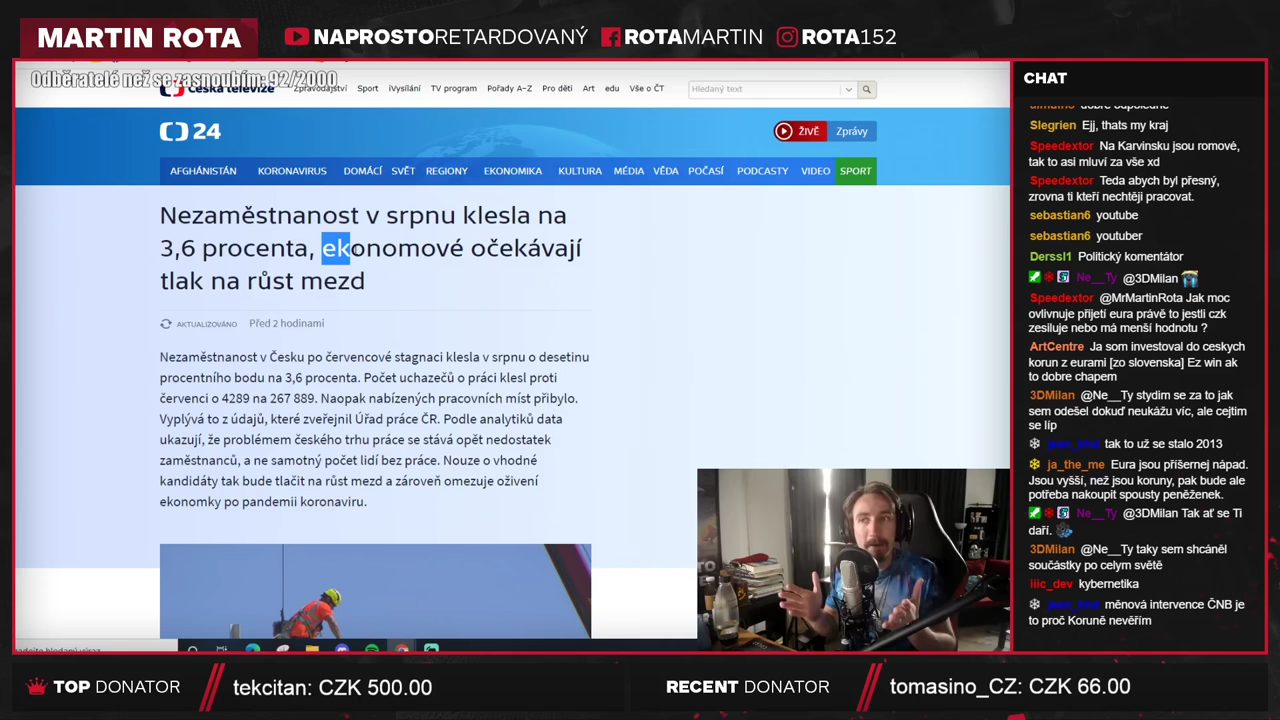 MARTIN ROTA
NAPROSTORETARDOVANÝ
ROTAMARTIN
ROTA152
Odběratelé než se zasnoubím: 92/2000
Česká televize
Zpravodajství Sport iVysílání TV program Pořady A–Z Pro děti Art edu Vše o ČT
Hledaný text
24
ŽIVĚ
Zprávy
AFGHÁNISTÁN KORONAVIRUS DOMÁCÍ SVĚT REGIONY EKONOMIKA KULTURA MÉDIA VĚDA POČASÍ PODCASTY VIDEO SPORT
Nezaměstnanost v srpnu klesla na
3,6 procenta, ekonomové očekávají
tlak na růst mezd
AKTUALIZOVÁNO Před 2 hodinami
Nezaměstnanost v Česku po červencové stagnaci klesla v srpnu o desetinu
procentního bodu na 3,6 procenta. Počet uchazečů o práci klesl proti
červenci o 4289 na 267 889. Naopak nabízených pracovních míst přibylo.
Vyplývá to z údajů, které zveřejnil Úřad práce ČR. Podle analytiků data
ukazují, že problémem českého trhu práce se stává opět nedostatek
zaměstnanců, a ne samotný počet lidí bez práce. Nouze o vhodné
kandidáty tak bude tlačit na růst mezd a zároveň omezuje oživení
ekonomky po pandemii koronaviru.
CHAT
Slegrien Ejj, thats my kraj
Speedextor Na Karvinsku jsou romové,
tak to asi mluví za vše xd
Speedextor Teda abych byl přesný,
zrovna ti kteří nechtěji pracovat.
sebastian6 youtube
sebastian6 youtuber
Derssl1 Politický komentátor
Ne__Ty @3DMilan
Speedextor @MrMartinRota Jak moc
ovlivnuje přijetí eura právě to jestli czk
zesiluje nebo má menší hodnotu ?
ArtCentre Ja som investoval do ceskych
korun z eurami [zo slovenska] Ez win ak
to dobre chapem
3DMilan @Ne__Ty stydim se za to jak
sem odešel dokuď neukážu víc, ale cejtim
se líp
tak to už se stalo 2013
ja_the_me Eura jsou příšernej nápad.
Jsou vyšší, než jsou koruny, pak bude ale
potřeba nakoupit spousty peněženek.
Ne__Ty @3DMilan Tak ať se Ti
daří.
3DMilan @Ne__Ty taky sem shcáněl
součástky po celym světě
iiic_dev kybernetika
měnová intervence ČNB je
to proč Koruně nevěřím
TOP DONATOR
tekcitan: CZK 500.00
RECENT DONATOR
tomasino_CZ: CZK 66.00